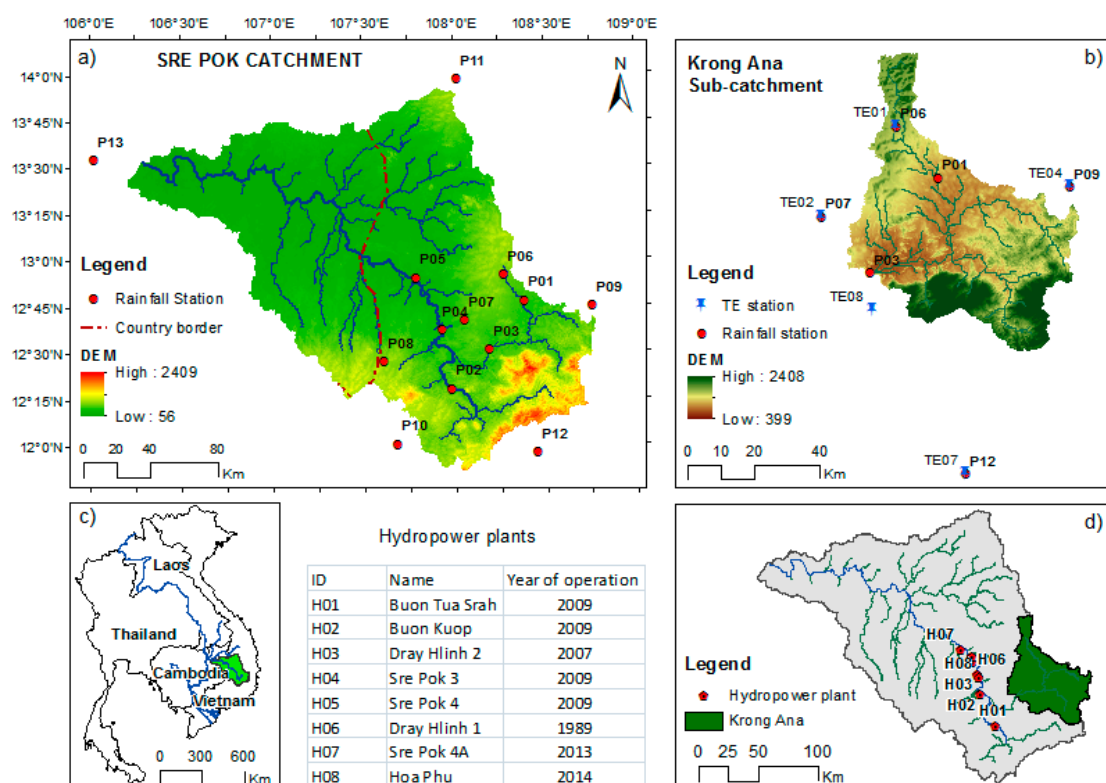 106°0'E 106°30'E 107°0'E 107°30'E 108°0'E 108°30'E 109°0'E
a) SRE POK CATCHMENT
N
14°0'N
13°45'N
13°30'N
13°15'N
13°0'N
12°45'N
12°30'N
12°15'N
12°0'N
P11
P13
P05
P06
P01
P09
P07
P04
P03
P08
P02
P10
P12
Legend
Rainfall Station
Country border
DEM
High : 2409
Low : 56
0 20 40 80
Km
b)
Krong Ana
Sub-catchment
TE01 P06
P01
TE04 P09
TE02 P07
P03
TE08
TE07 P12
Legend
TE station
Rainfall station
DEM
High : 2408
Low : 399
0 10 20 40
Km
c)
Laos
Thailand
Cambodia
Vietnam
0 300 600
Km
Hydropower plants
ID Name Year of operation
H01 Buon Tua Srah 2009
H02 Buon Kuop 2009
H03 Dray Hlinh 2 2007
H04 Sre Pok 3 2009
H05 Sre Pok 4 2009
H06 Dray Hlinh 1 1989
H07 Sre Pok 4A 2013
H08 Hoa Phu 2014
d)
H07
H08 H06
H03
H02
H01
Legend
Hydropower plant
Krong Ana
0 25 50 100
Km